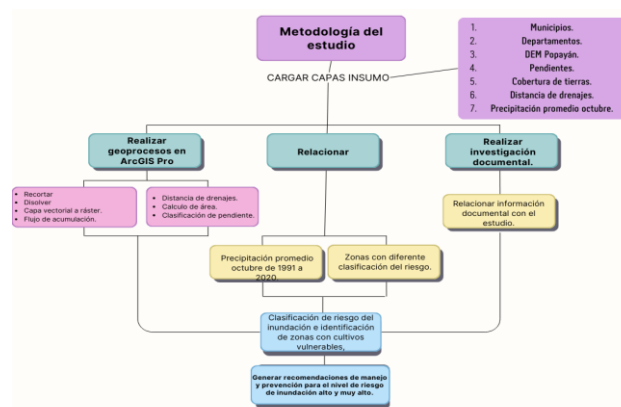 Metodología del
estudio
CARGAR CAPAS INSUMO
1. Municipios.
2. Departamentos.
3. DEM Popayán.
4. Pendientes.
5. Cobertura de tierras.
6. Distancia de drenajes.
7. Precipitación promedio octubre.
Realizar
geoprocesos en
ArcGIS Pro
Relacionar
Realizar
investigación
documental.
• Recortar
• Disolver
• Capa vectorial a ráster.
• Flujo de acumulación.
• Distancia de drenajes.
• Calculo de área.
• Clasificación de pendiente.
Relacionar información
documental con el
estudio.
Precipitación promedio
octubre de 1991 a
2020.
Zonas con diferente
clasificación del riesgo.
Clasificación de riesgo del
inundación e identificación
de zonas con cultivos
vulnerables,
Generar recomendaciones de manejo
y prevención para el nivel de riesgo
de inundación alto y muy alto.